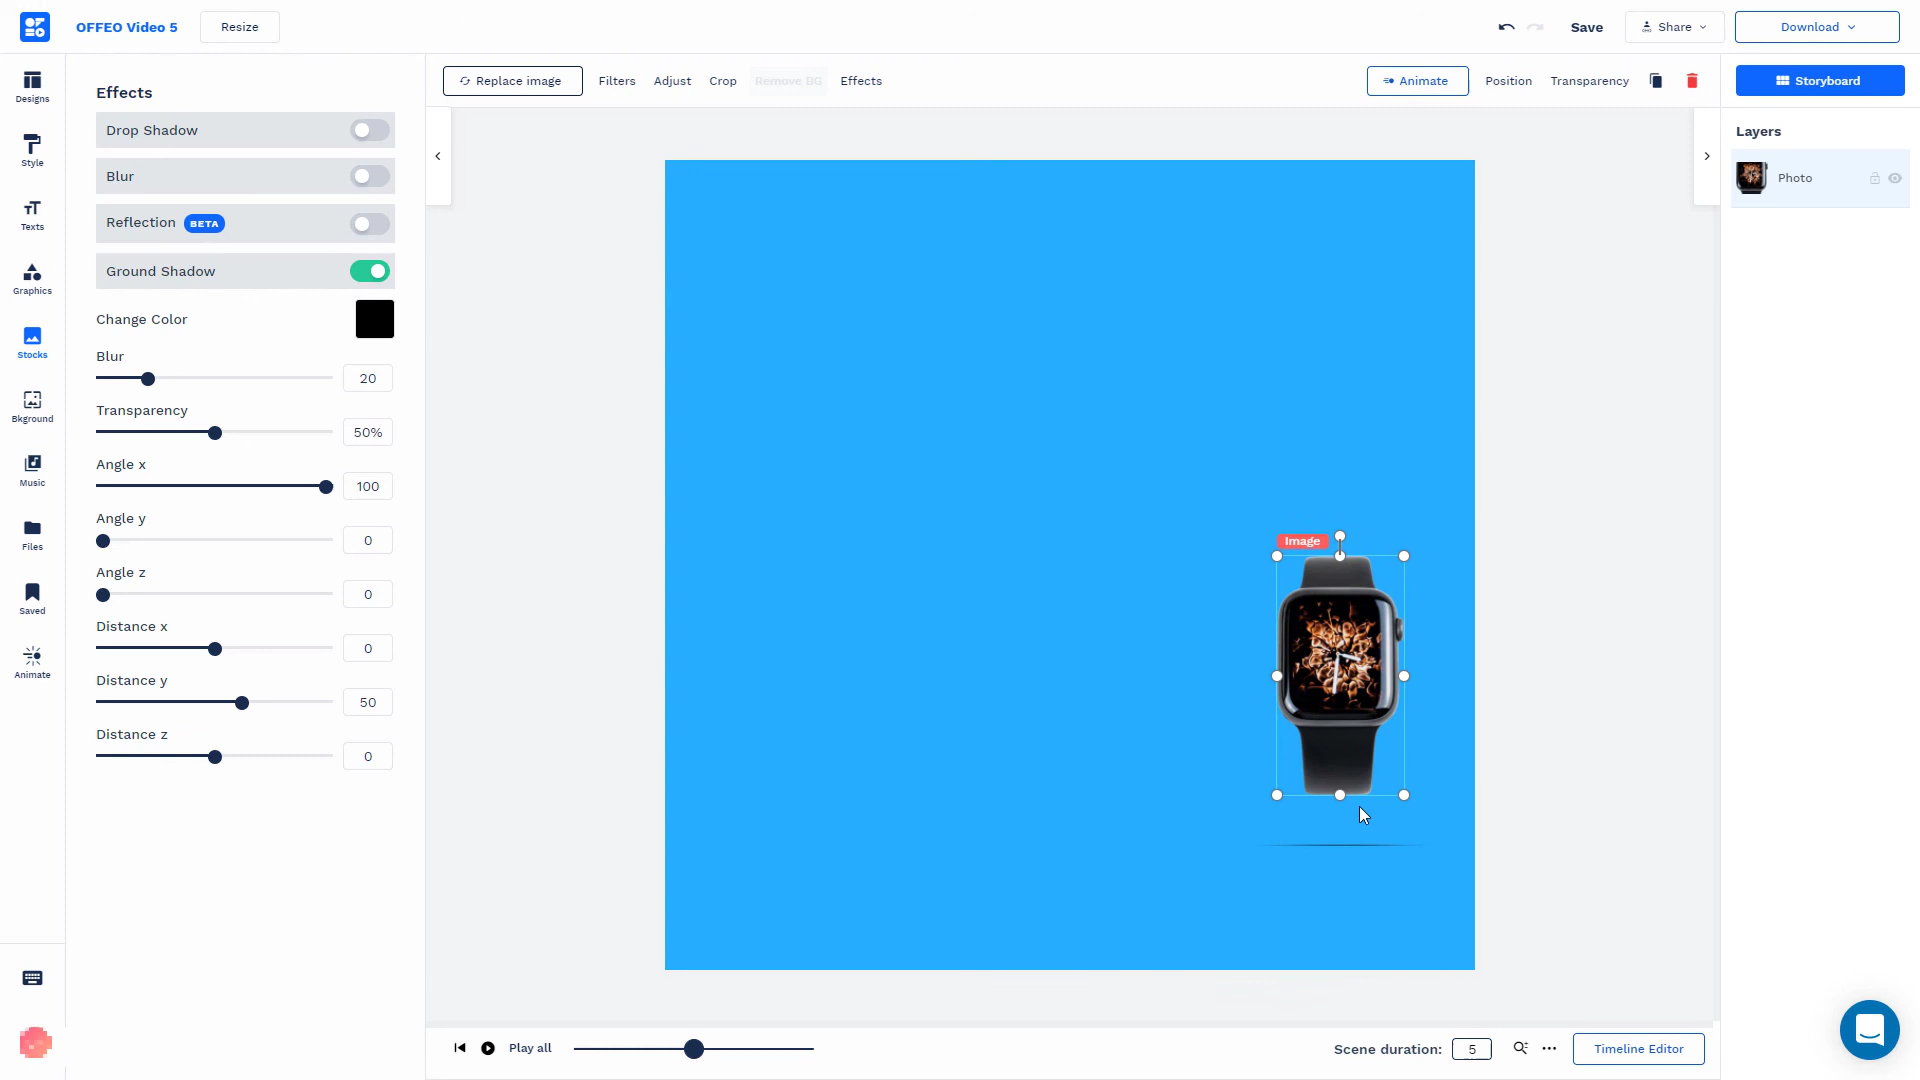 OFFEO Video 5
Resize
Save
Share
Download
Designs
Style
Texts
Graphics
Stocks
Bkground
Music
Files
Saved
Animate
Effects
Drop Shadow
Blur
Reflection BETA
Ground Shadow
Change Color
Blur
20
Transparency
50%
Angle x
100
Angle y
0
Angle z
0
Distance x
0
Distance y
50
Distance z
0
Replace image
Filters
Adjust
Crop
Remove BG
Effects
Animate
Position
Transparency
Storyboard
Layers
Photo
Image
Play all
Scene duration: 5
Timeline Editor